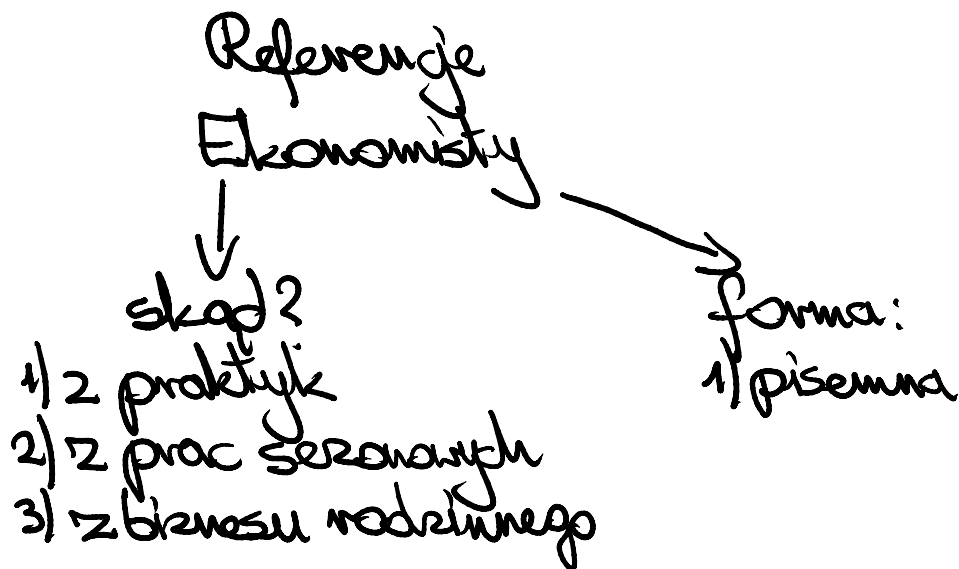 Referencje
Ekonomisty
skąd?
1) z praktyk
2) z prac sezonowych
3) z biznesu rodzinnego
forma:
1) pisemna